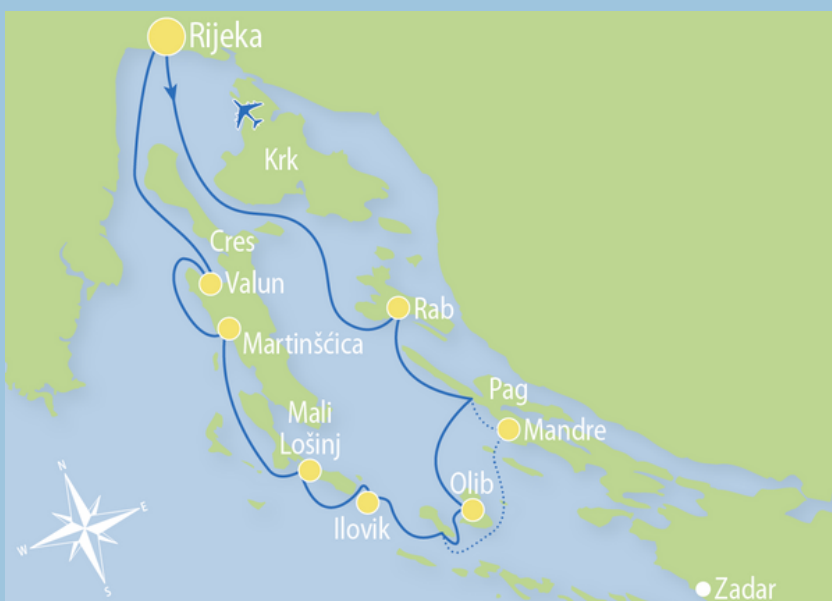 Rijeka
Krk
Cres
Valun
Rab
Martinšćica
Pag
Mali
Lošinj
Mandre
Olib
Ilovik
N
E
W
S
Zadar